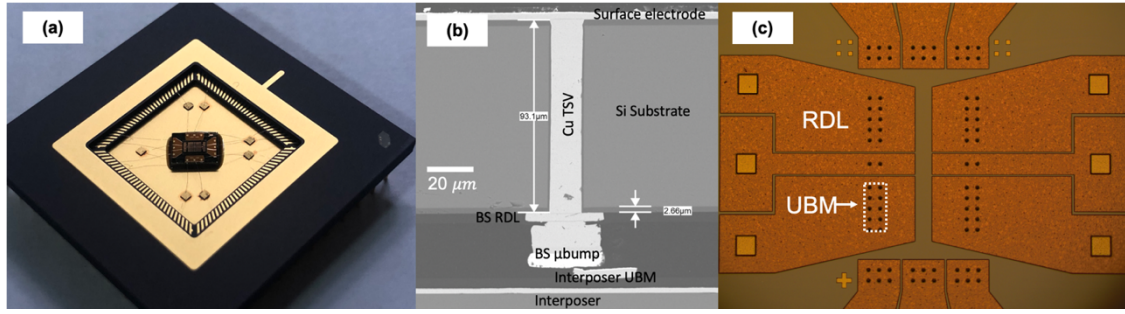 (a)
(b)
Surface electrode
93.1μm
Cu TSV
Si Substrate
20 μm
BS RDL
2.66μm
BS μbump
Interposer UBM
Interposer
(c)
RDL
UBM